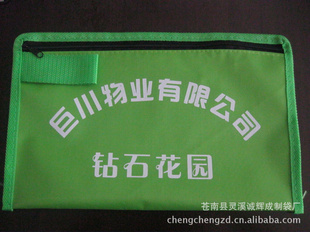 巨川物业有限公司
钻石花园
苍南县灵溪诚辉成制袋厂
chengchengzd.cn.alibaba.com